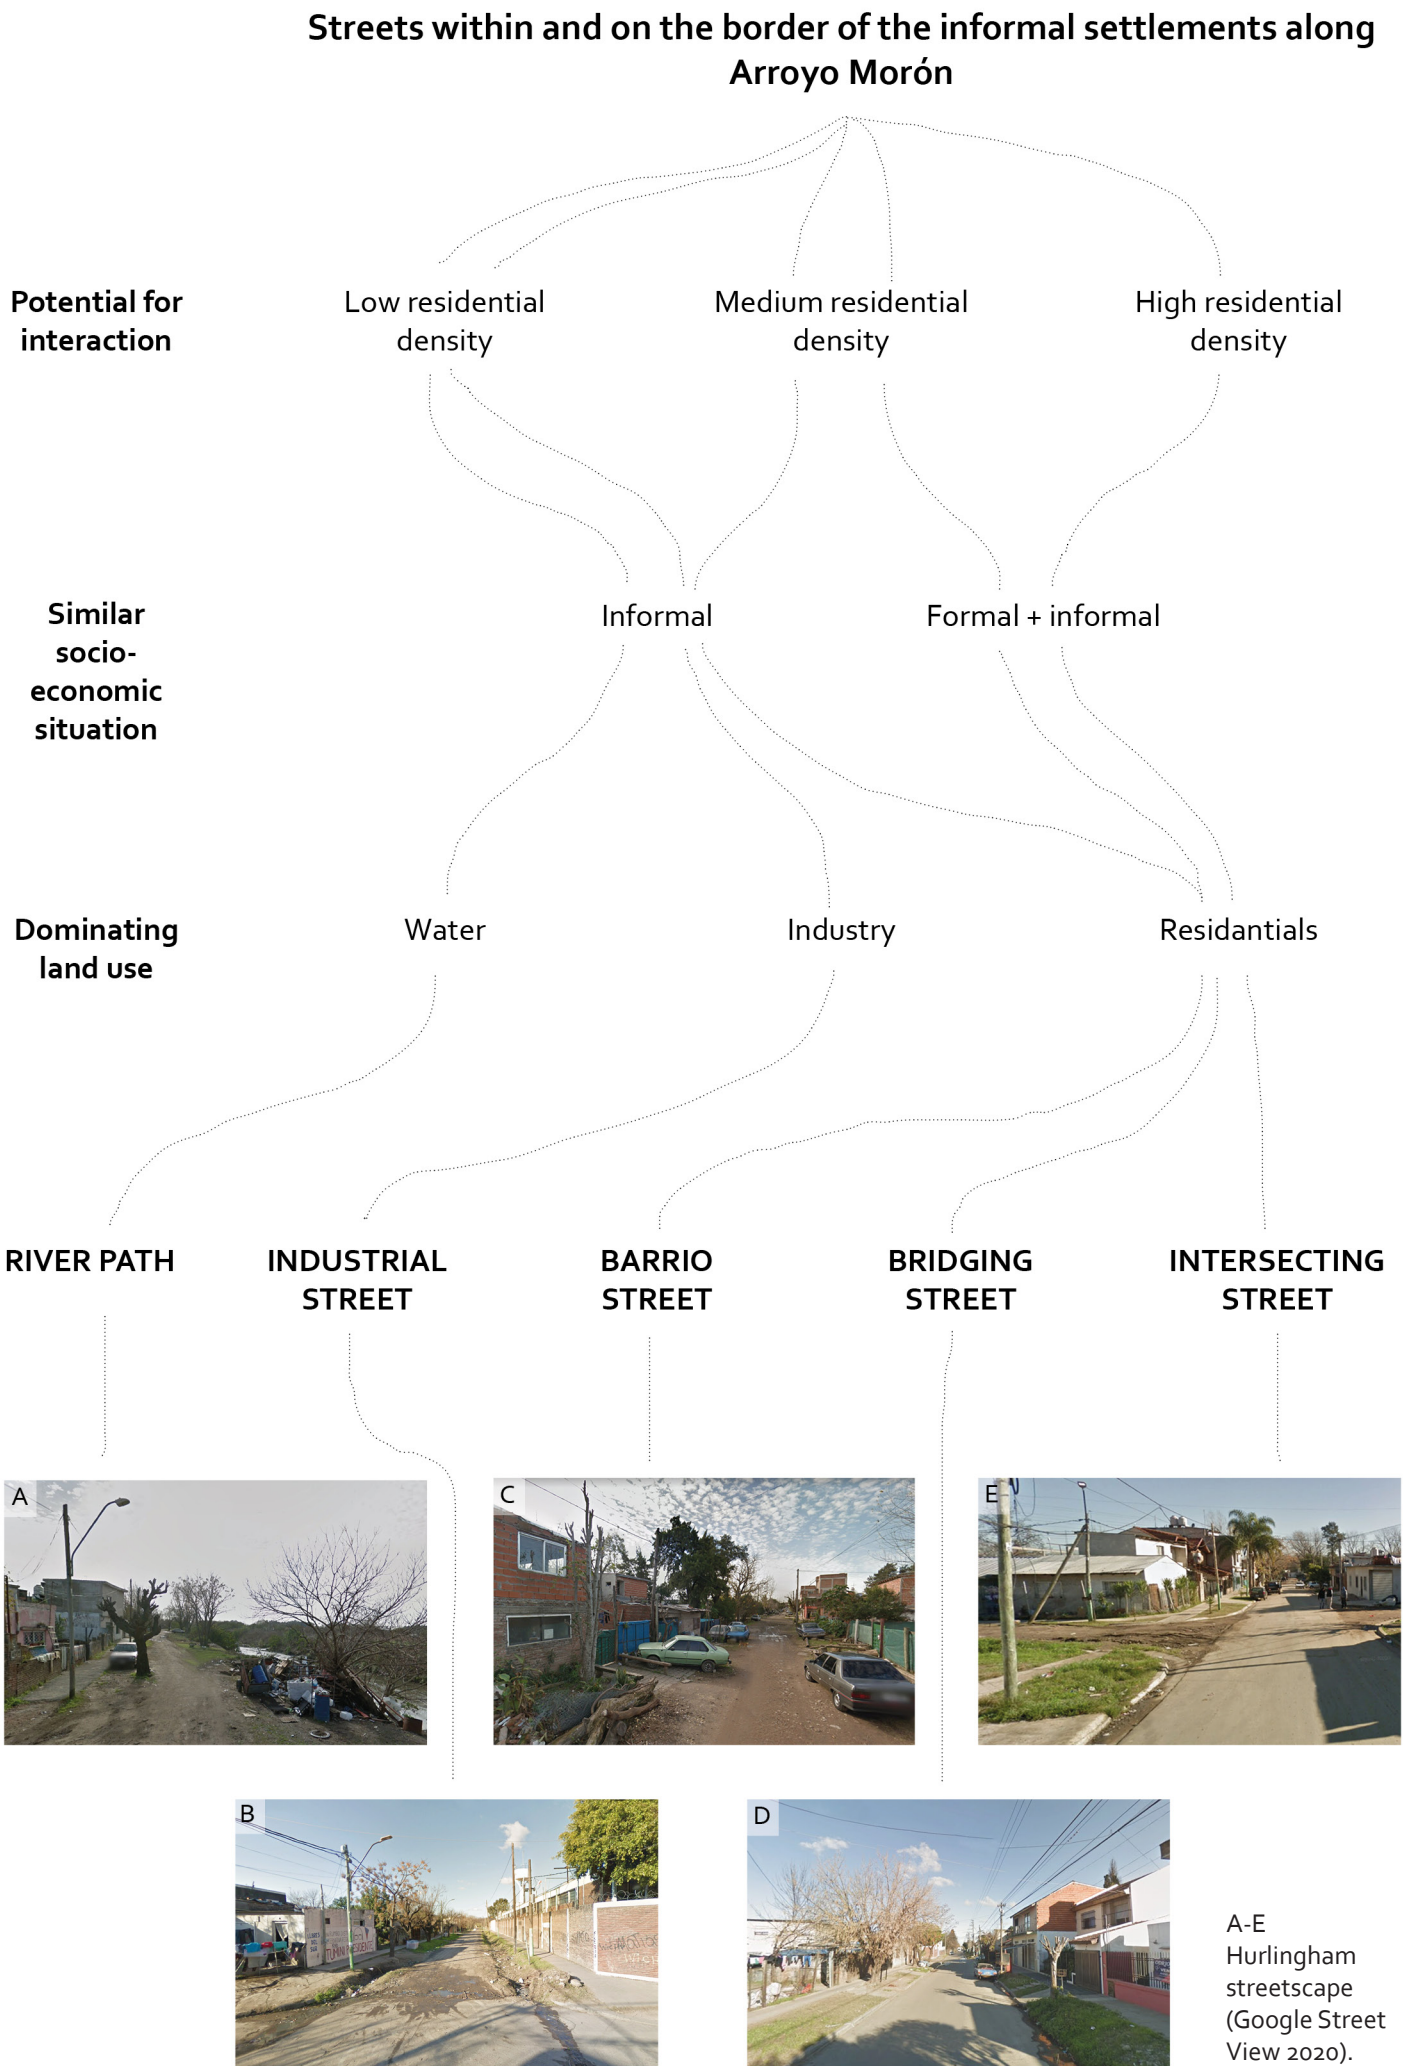 Streets within and on the border of the informal settlements along
Arroyo Morón
Potential for
interaction
Low residential
density
Medium residential
density
High residential
density
Similar
socio-
economic
situation
Informal
Formal + informal
Dominating
land use
Water
Industry
Residantials
RIVER PATH
INDUSTRIAL
STREET
BARRIO
STREET
BRIDGING
STREET
INTERSECTING
STREET
A
C
E
B
D
A-E
Hurlingham
streetscape
(Google Street
View 2020).